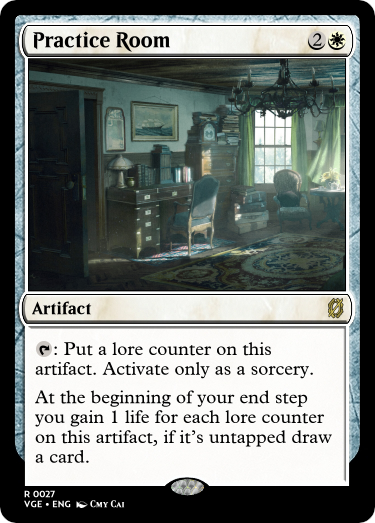 Practice Room 2
Artifact
: Put a lore counter on this
artifact. Activate only as a sorcery.
At the beginning of your end step
you gain 1 life for each lore counter
on this artifact, if it's untapped draw
a card.
R 0027
VGE • ENG Cmy Cai